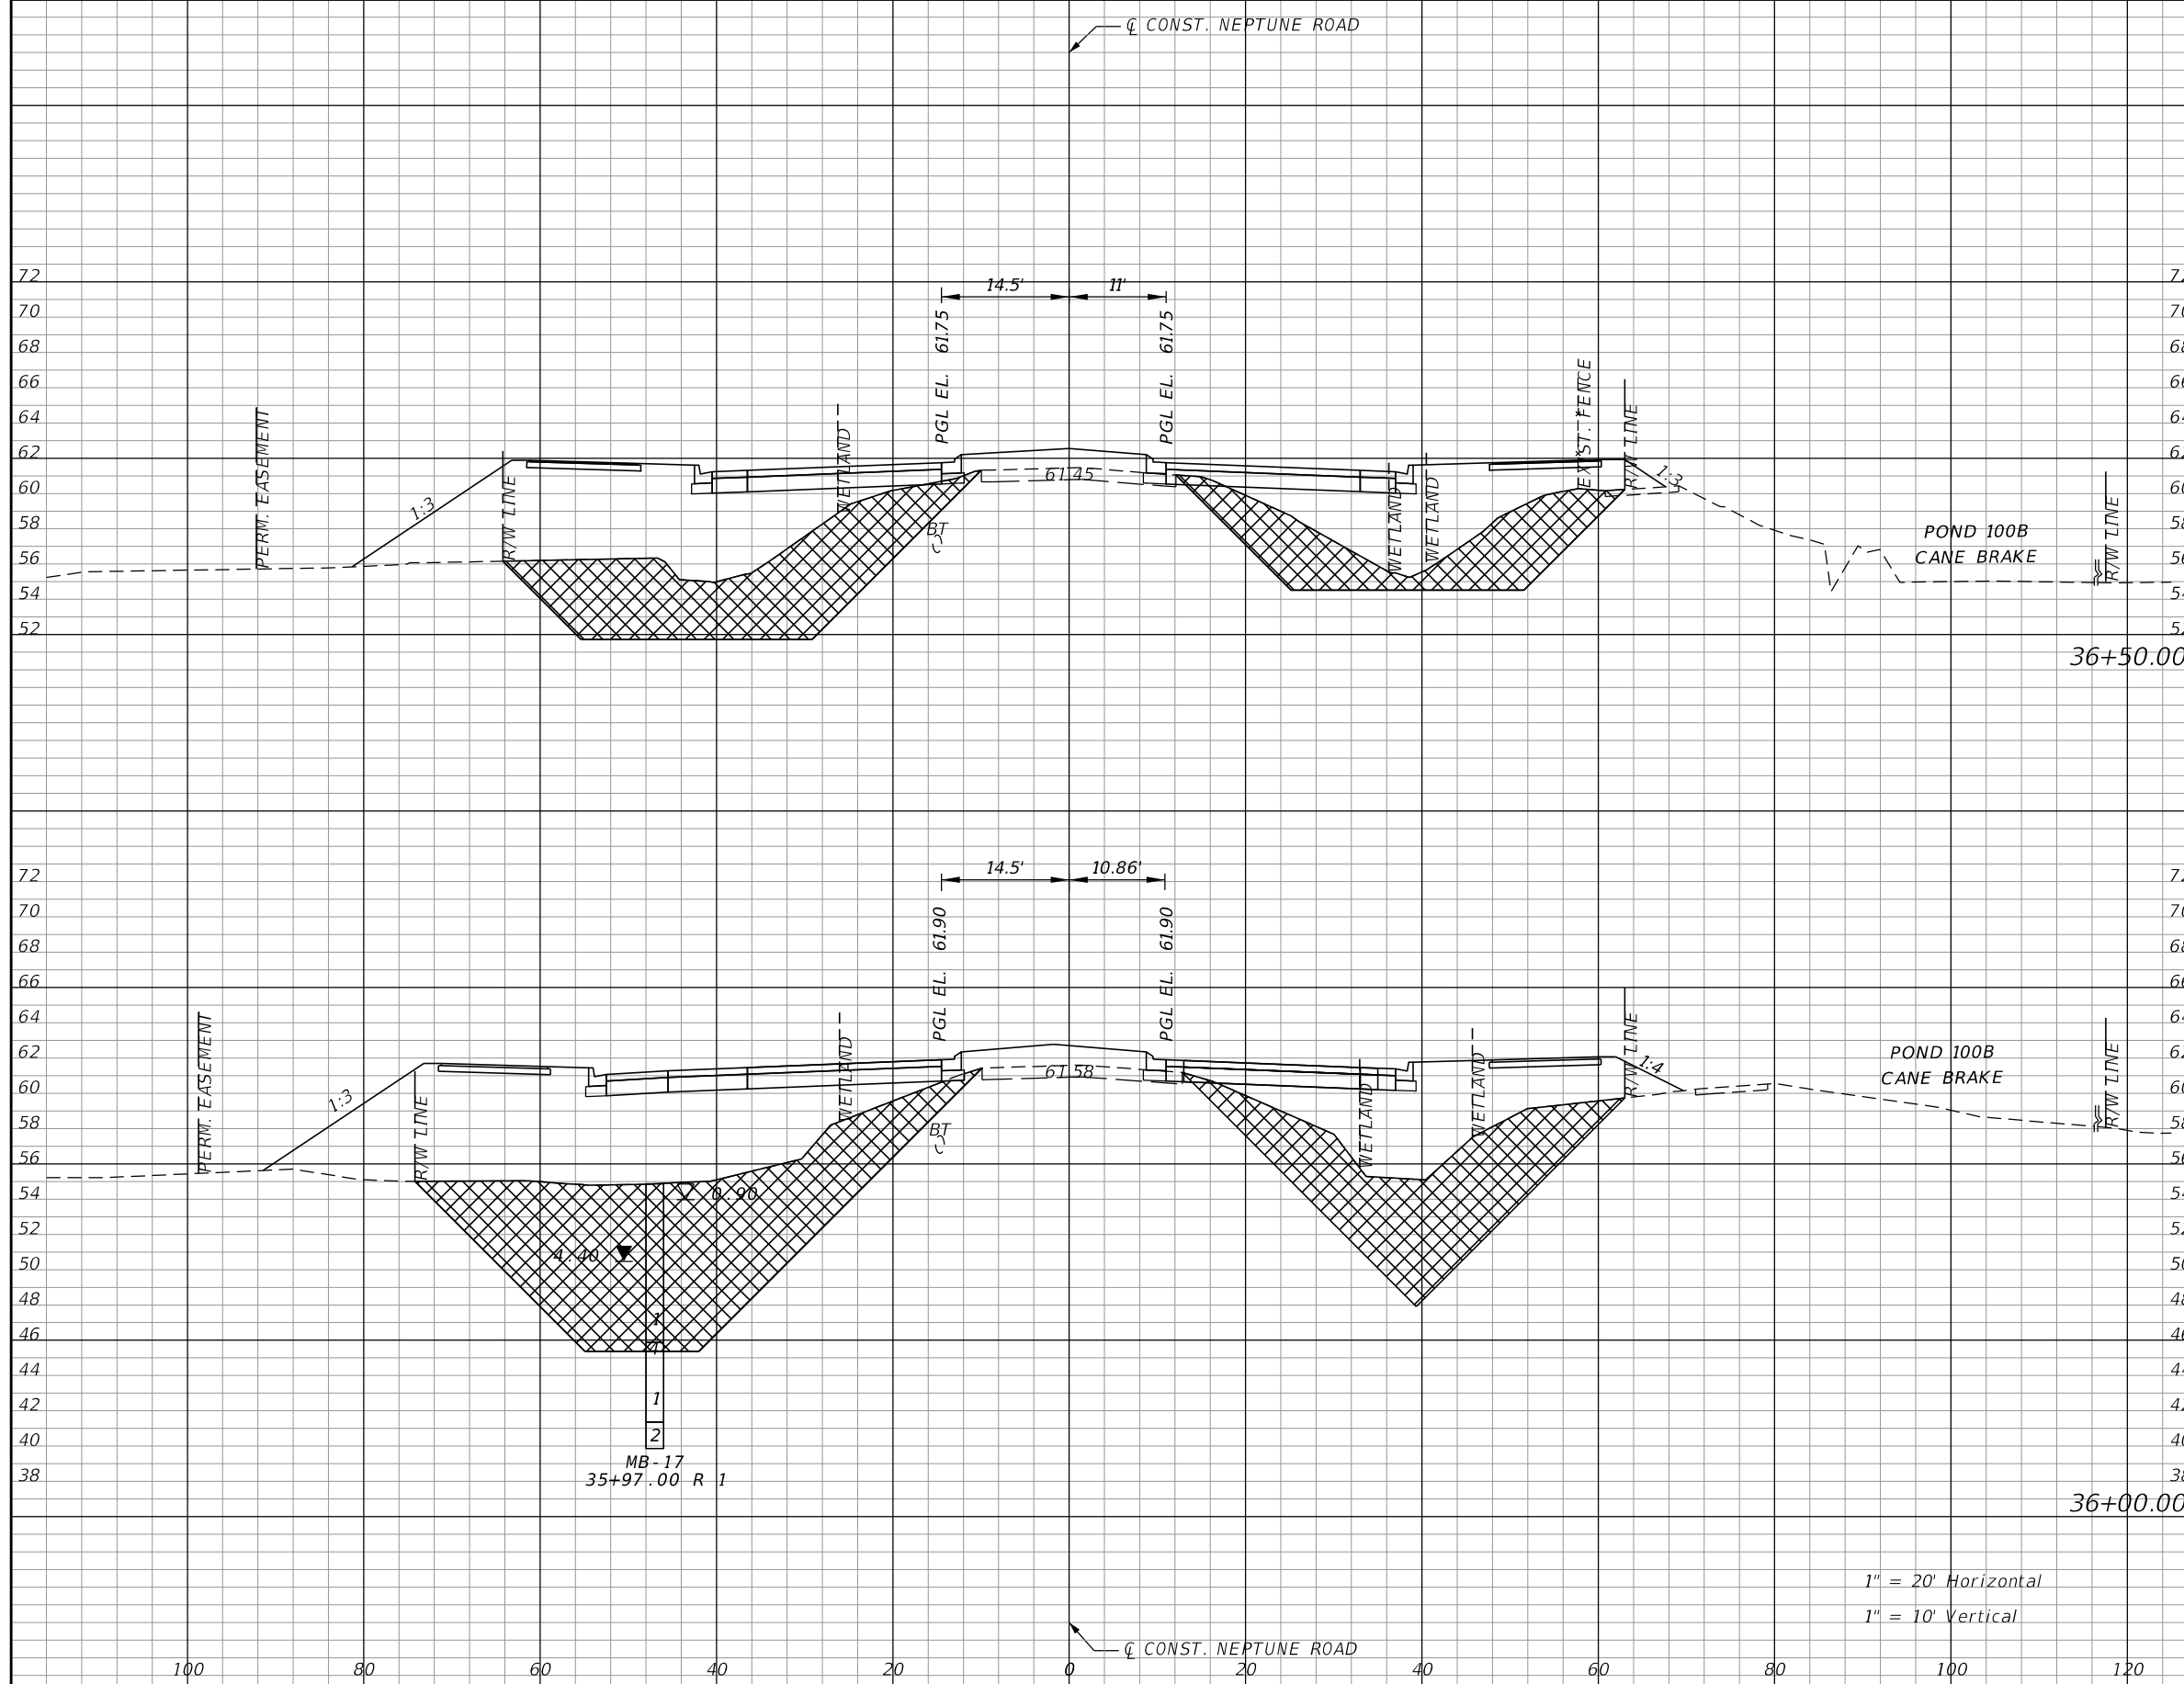 ℄ CONST. NEPTUNE ROAD
72
14.5' 11'
70
PGL EL. 61.75
PGL EL. 61.75
68
66
EXIST. FENCE
64
PERM. EASEMENT
WETLAND
R/W LINE
62
61.45
1:3
60
1:3
R/W LINE
WETLAND
WETLAND
R/W LINE
58
BT
POND 100B
56
CANE BRAKE
54
52
36+50.00
72
14.5' 10.86'
70
PGL EL. 61.90
PGL EL. 61.90
68
66
64
PERM. EASEMENT
WETLAND
WETLAND
R/W LINE
62
61.58
1:4
POND 100B
CANE BRAKE
R/W LINE
60
1:3
R/W LINE
WETLAND
58
BT
56
54
0.90
52
50
4.40
48
46
1
4
44
42
1
40
2
38
MB-17
35+97.00 R 1
36+00.00
1" = 20' Horizontal
1" = 10' Vertical
℄ CONST. NEPTUNE ROAD
100 80 60 40 20 0 20 40 60 80 100 120